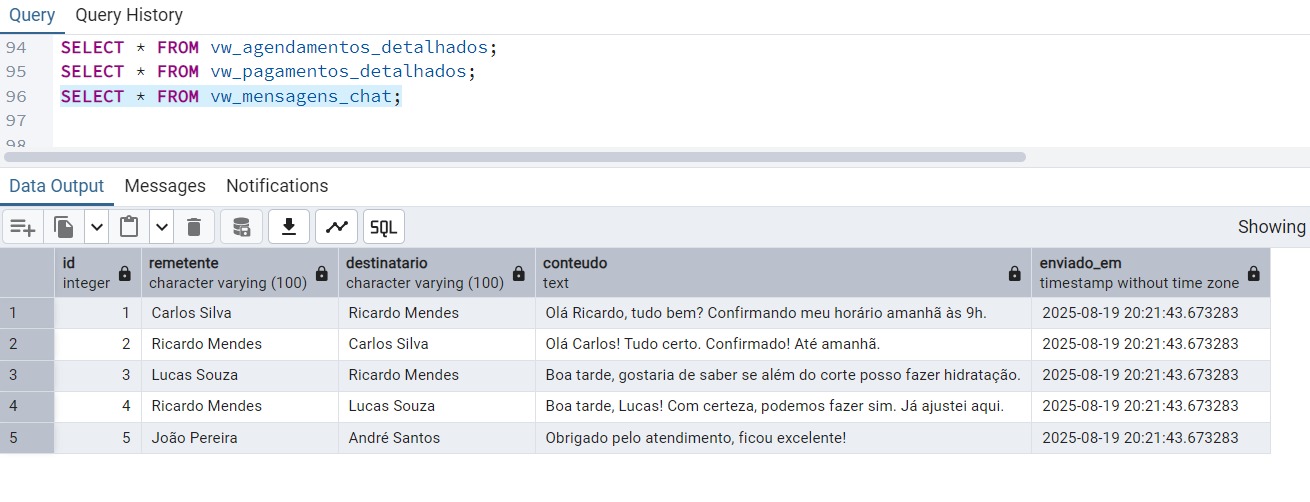 Query Query History
94 SELECT * FROM vw_agendamentos_detalhados;
95 SELECT * FROM vw_pagamentos_detalhados;
96 SELECT * FROM vw_mensagens_chat;
97
98
Data Output Messages Notifications
SQL Showing
id remetente destinatario conteudo enviado_em
integer character varying (100) character varying (100) text timestamp without time zone
1 1 Carlos Silva Ricardo Mendes Olá Ricardo, tudo bem? Confirmando meu horário amanhã às 9h. 2025-08-19 20:21:43.673283
2 2 Ricardo Mendes Carlos Silva Olá Carlos! Tudo certo. Confirmado! Até amanhã. 2025-08-19 20:21:43.673283
3 3 Lucas Souza Ricardo Mendes Boa tarde, gostaria de saber se além do corte posso fazer hidratação. 2025-08-19 20:21:43.673283
4 4 Ricardo Mendes Lucas Souza Boa tarde, Lucas! Com certeza, podemos fazer sim. Já ajustei aqui. 2025-08-19 20:21:43.673283
5 5 João Pereira André Santos Obrigado pelo atendimento, ficou excelente! 2025-08-19 20:21:43.673283